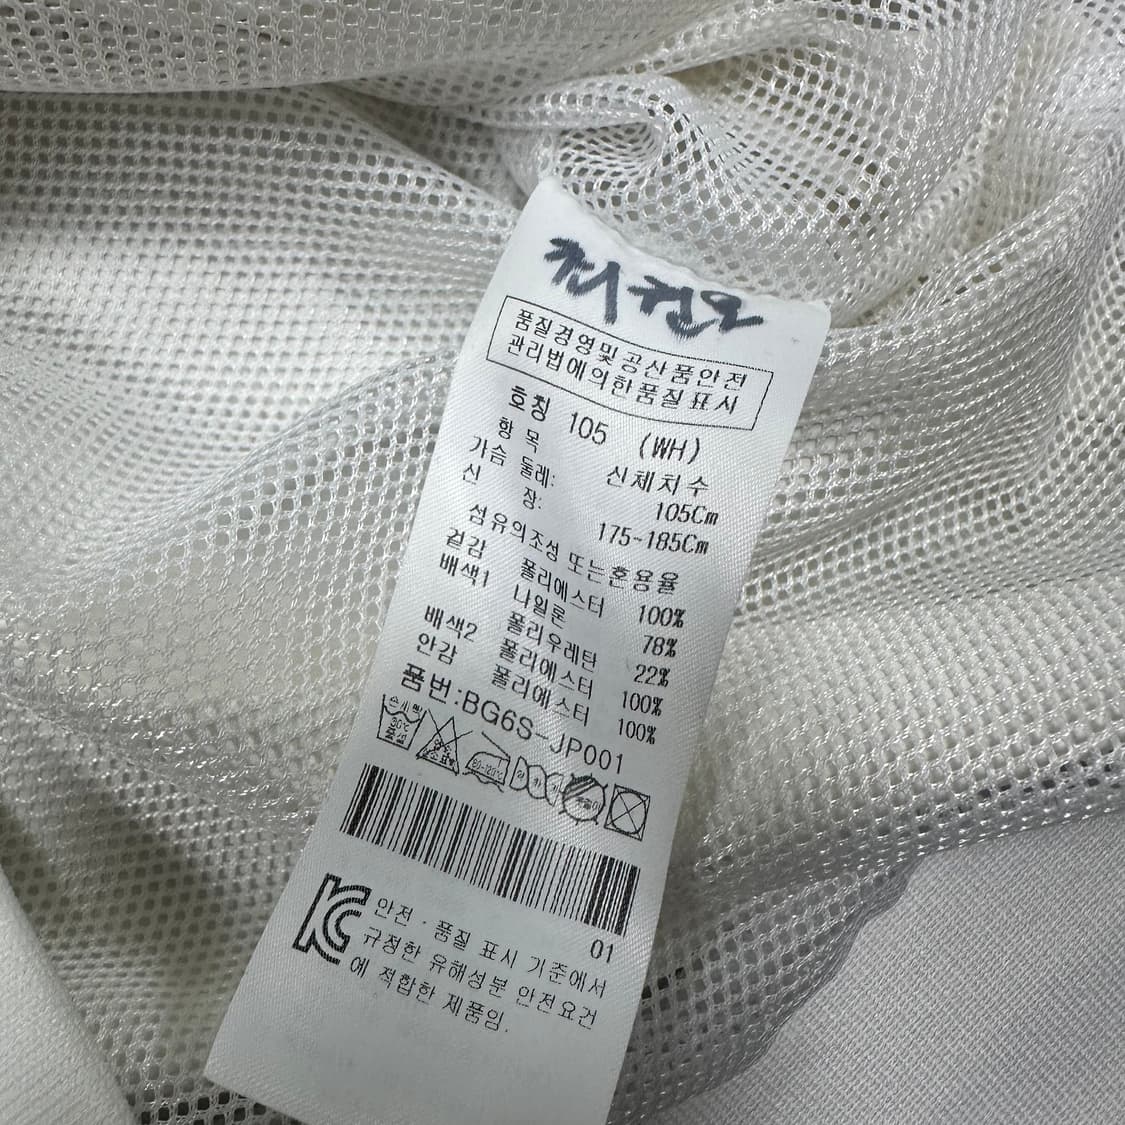 품질경영및공산품안전
관리법에의한품질표시
호칭 105 (WH)
항 목 신체치수
가슴 둘레: 105Cm
신 장: 175~185Cm
섬유의조성 또는혼용율
겉감 폴리에스터 100%
배색1 나일론 78%
폴리우레탄 22%
배색2 폴리에스터 100%
안감 폴리에스터 100%
품번:BG6S-JP001
30℃
중성
80~120℃
01
KC 안전·품질 표시 기준에서
규정한 유해성분 안전요건
에 적합한 제품임.